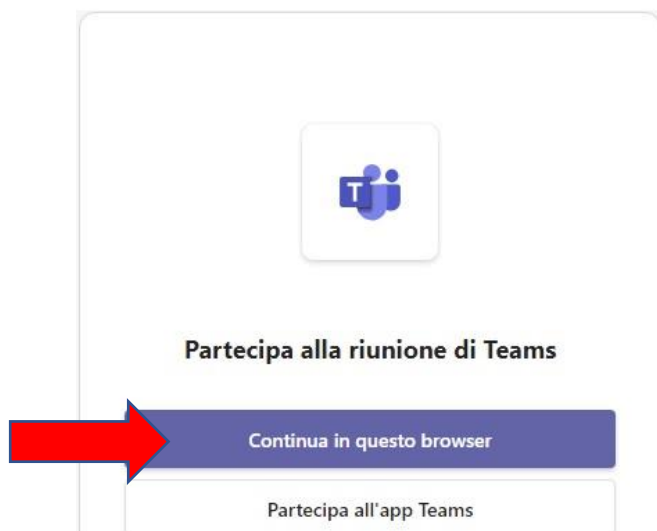 T
Partecipa alla riunione di Teams
Continua in questo browser
Partecipa all'app Teams